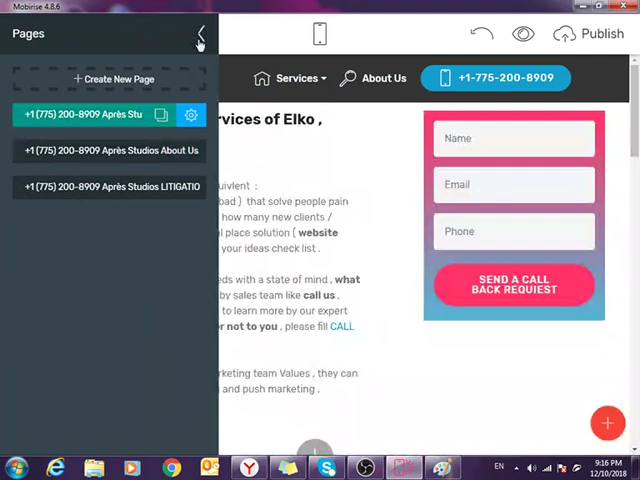 Mobirise 4.8.6
Pages
Publish
+ Create New Page
Services
About Us
+1-775-200-8909
+1 (775) 200-8909 Après Stu
+1 (775) 200-8909 Après Studios About Us
+1 (775) 200-8909 Après Studios LITIGATIO
rvices of Elko ,
Name
Email
Phone
SEND A CALL
BACK REQUIEST
equivlent :
bad ) that solve people pain
how many new clients /
al place solution ( website
your ideas check list .
eds with a state of mind , what
by sales team like call us .
to learn more by our expert
r not to you , please fill CALL
rketing team Values , they can
and push marketing .
EN
9:16 PM
12/10/2018